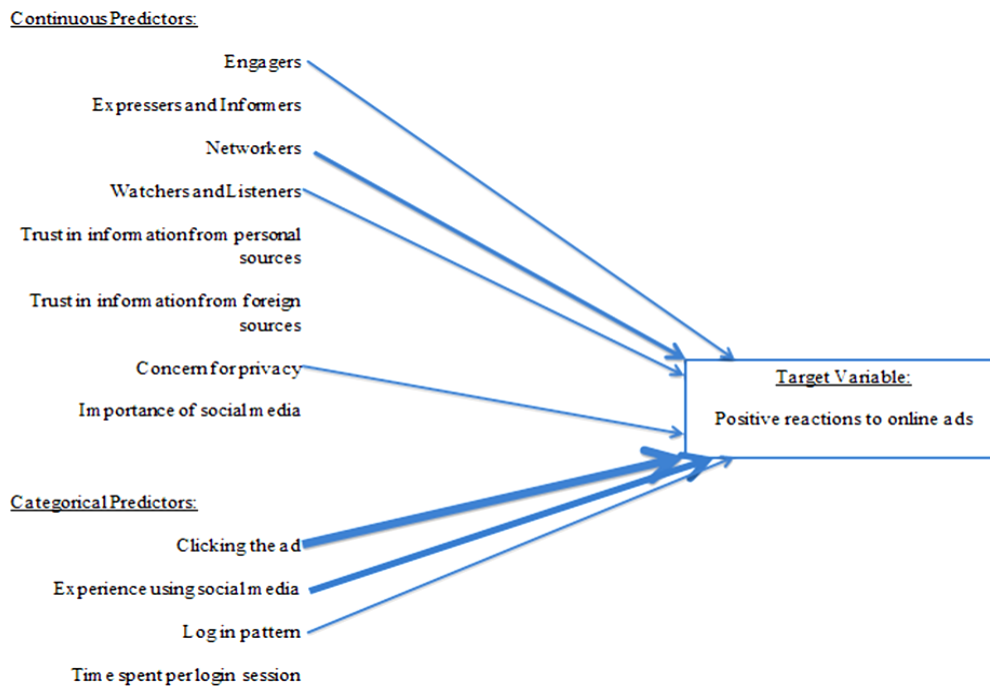 Continuous Predictors:
Engagers
Expressers and Informers
Networkers
Watchers and Listeners
Trust in information from personal
sources
Trust in information from foreign
sources
Concern for privacy
Importance of social media
Target Variable:
Positive reactions to online ads
Categorical Predictors:
Clicking the ad
Experience using social media
Log in pattern
Time spent per login session